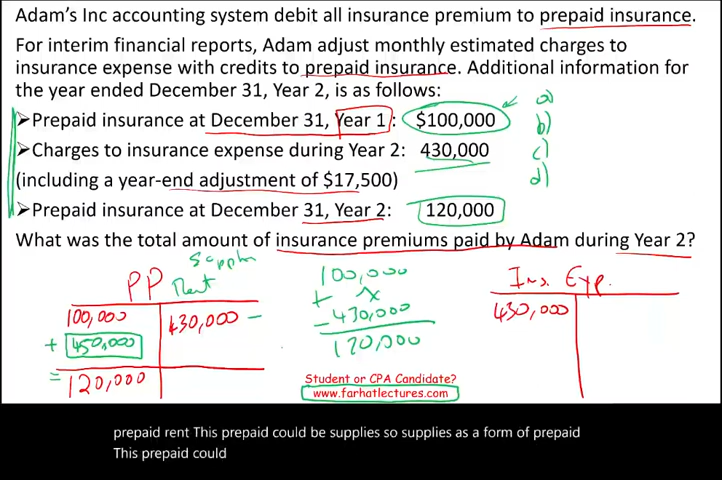 Adam's Inc accounting system debit all insurance premium to prepaid insurance.
For interim financial reports, Adam adjust monthly estimated charges to
insurance expense with credits to prepaid insurance. Additional information for
the year ended December 31, Year 2, is as follows:
➢Prepaid insurance at December 31, Year 1: $100,000 a)
b)
➢Charges to insurance expense during Year 2: 430,000 c)
(including a year-end adjustment of $17,500) d)
➢Prepaid insurance at December 31, Year 2: 120,000
What was the total amount of insurance premiums paid by Adam during Year 2?
PP Rent
100,000 430,000 -
+ 450,000
= 120,000
100,000
+ X
- 430,000
120,000
Ins. Exp.
430,000
Student or CPA Candidate?
www.farhatlectures.com
prepaid rent This prepaid could be supplies so supplies as a form of prepaid
This prepaid could